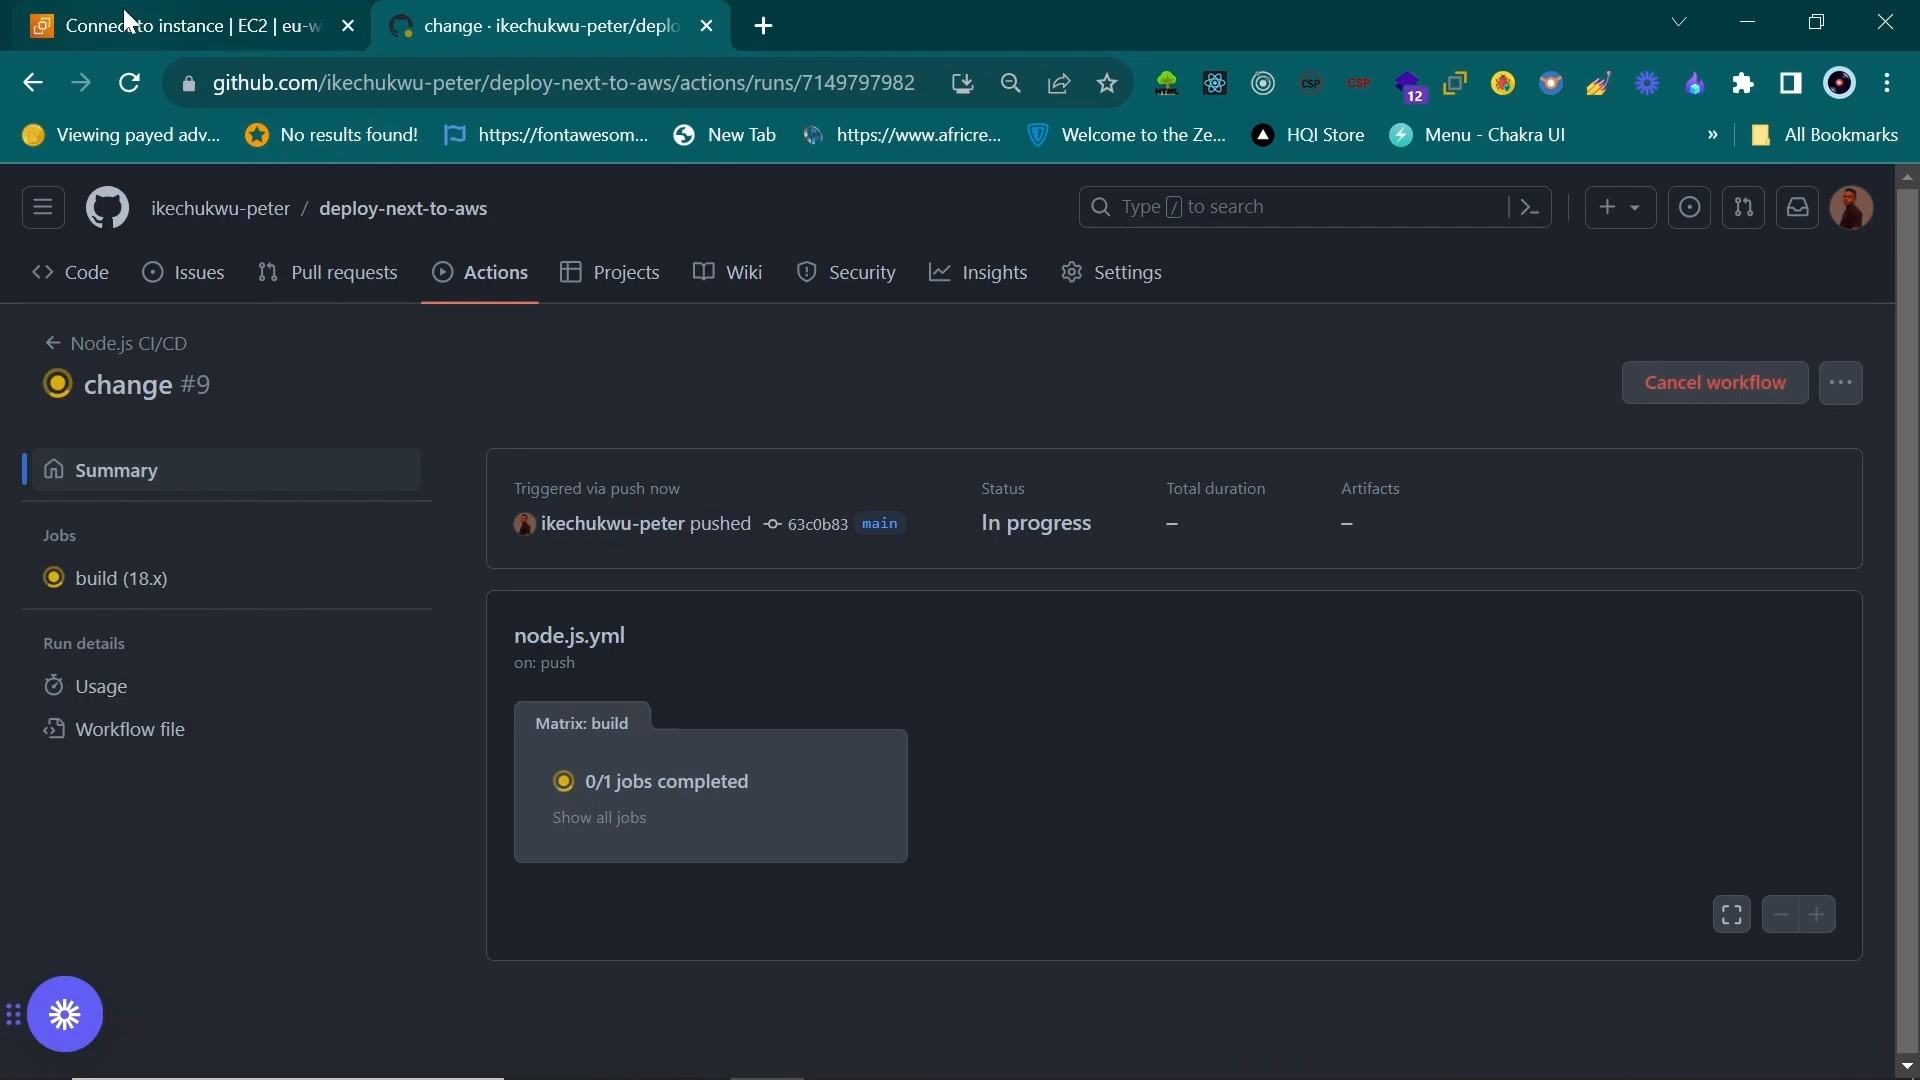 Connect to instance | EC2 | eu-w
change · ikechukwu-peter/deplo
github.com/ikechukwu-peter/deploy-next-to-aws/actions/runs/7149797982
HTML
CSP
CSP
12
Viewing payed adv...
No results found!
https://fontawesom...
New Tab
https://www.africre...
Welcome to the Ze...
HQI Store
Menu - Chakra UI
»
All Bookmarks
ikechukwu-peter / deploy-next-to-aws
Type / to search
Code
Issues
Pull requests
Actions
Projects
Wiki
Security
Insights
Settings
Node.js CI/CD
change #9
Cancel workflow
Summary
Jobs
build (18.x)
Run details
Usage
Workflow file
Triggered via push now
ikechukwu-peter pushed 63c0b83 main
Status
In progress
Total duration
–
Artifacts
–
node.js.yml
on: push
Matrix: build
0/1 jobs completed
Show all jobs